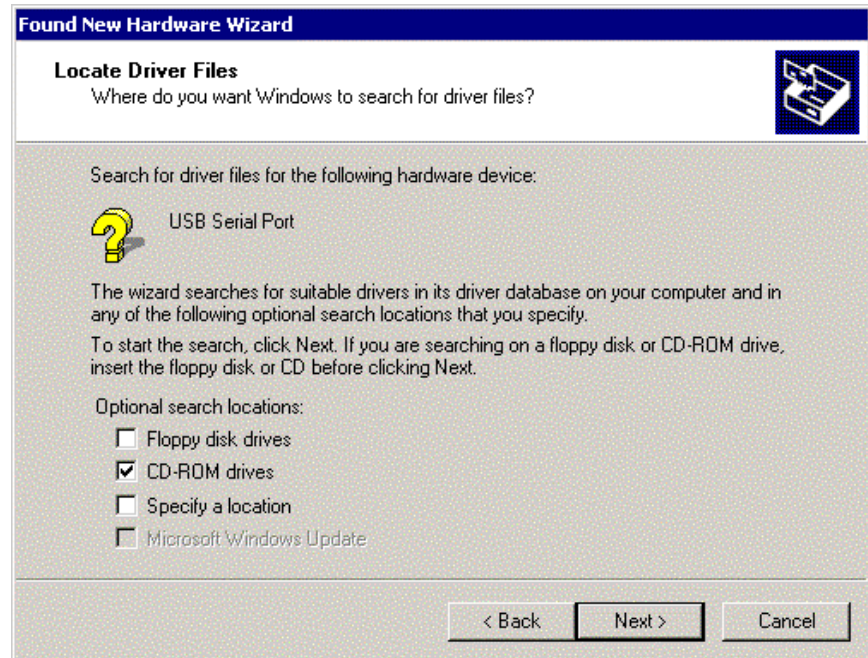 Found New Hardware Wizard
Locate Driver Files
Where do you want Windows to search for driver files?
Search for driver files for the following hardware device:
USB Serial Port
The wizard searches for suitable drivers in its driver database on your computer and in
any of the following optional search locations that you specify.
To start the search, click Next. If you are searching on a floppy disk or CD-ROM drive,
insert the floppy disk or CD before clicking Next.
Optional search locations:
Floppy disk drives
CD-ROM drives
Specify a location
Microsoft Windows Update
< Back Next > Cancel